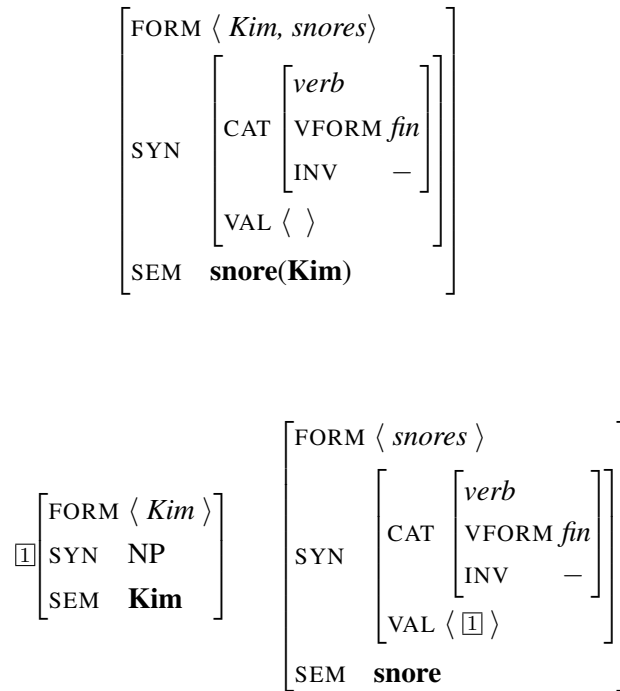 FORM ⟨ Kim, snores⟩
verb
CAT VFORM fin
SYN
INV −
VAL ⟨ ⟩
SEM snore(Kim)
FORM ⟨ Kim ⟩
1 SYN NP
SEM Kim
FORM ⟨ snores ⟩
verb
CAT VFORM fin
SYN
INV −
VAL ⟨ 1 ⟩
SEM snore